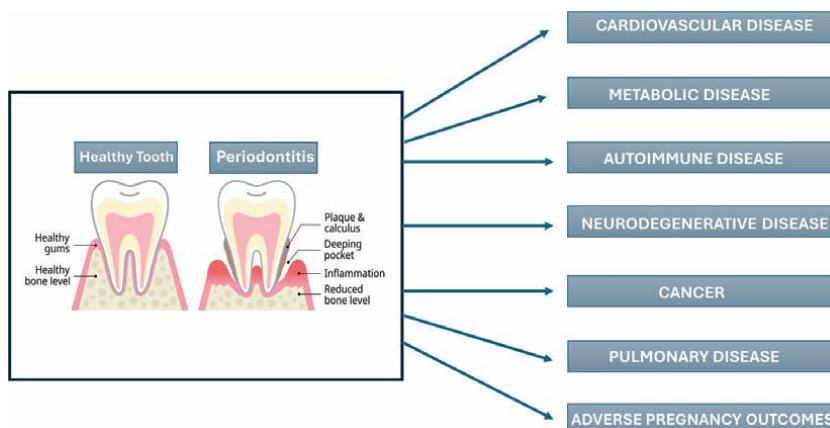 Healthy Tooth
Periodontitis
Healthy
gums
Healthy
bone level
Plaque &
calculus
Deeping
pocket
Inflammation
Reduced
bone level
CARDIOVASCULAR DISEASE
METABOLIC DISEASE
AUTOIMMUNE DISEASE
NEURODEGENERATIVE DISEASE
CANCER
PULMONARY DISEASE
ADVERSE PREGNANCY OUTCOMES